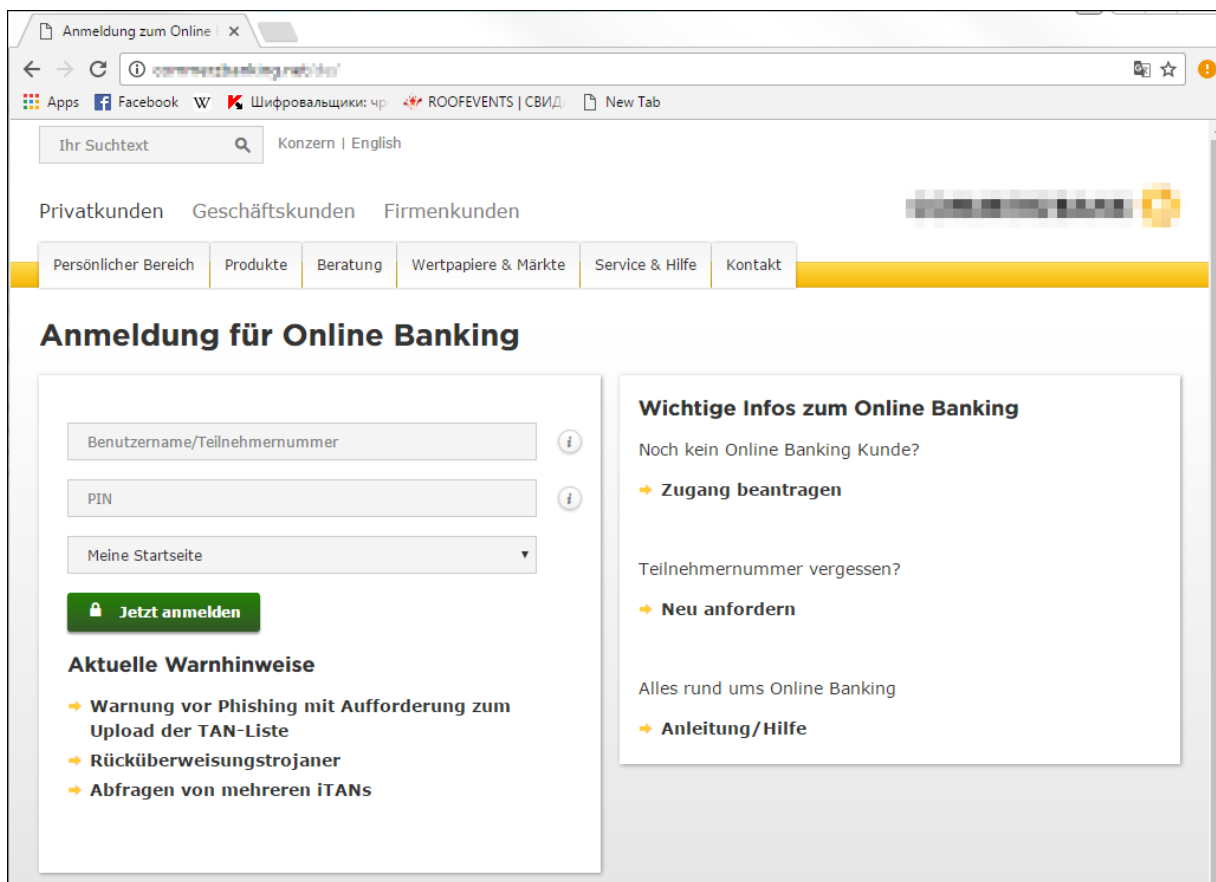 Anmeldung zum Online
Apps Facebook W Шифровальщики: чр ROOFEVENTS | СВИД New Tab
Ihr Suchtext Konzern | English
Privatkunden Geschäftskunden Firmenkunden
Persönlicher Bereich Produkte Beratung Wertpapiere & Märkte Service & Hilfe Kontakt
Anmeldung für Online Banking
Benutzername/Teilnehmernummer
PIN
Meine Startseite
Jetzt anmelden
Aktuelle Warnhinweise
Warnung vor Phishing mit Aufforderung zum
Upload der TAN-Liste
Rücküberweisungstrojaner
Abfragen von mehreren iTANs
Wichtige Infos zum Online Banking
Noch kein Online Banking Kunde?
Zugang beantragen
Teilnehmernummer vergessen?
Neu anfordern
Alles rund ums Online Banking
Anleitung/Hilfe